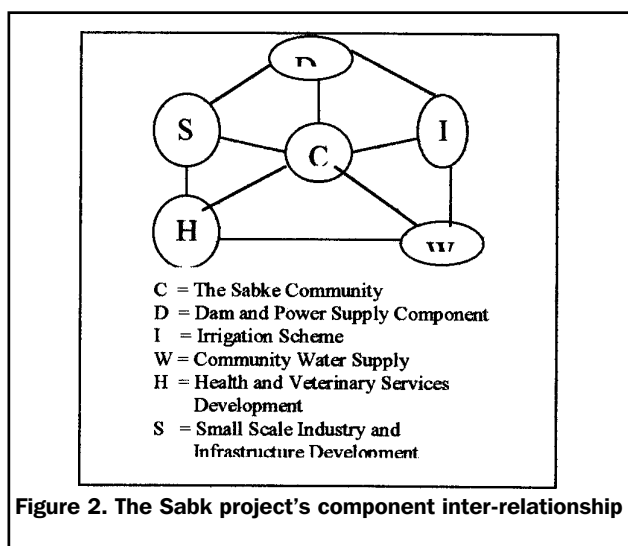 D
S
I
C
H
W
C = The Sabke Community
D = Dam and Power Supply Component
I = Irrigation Scheme
W = Community Water Supply
H = Health and Veterinary Services
Development
S = Small Scale Industry and
Infrastructure Development
Figure 2. The Sabk project's component inter-relationship